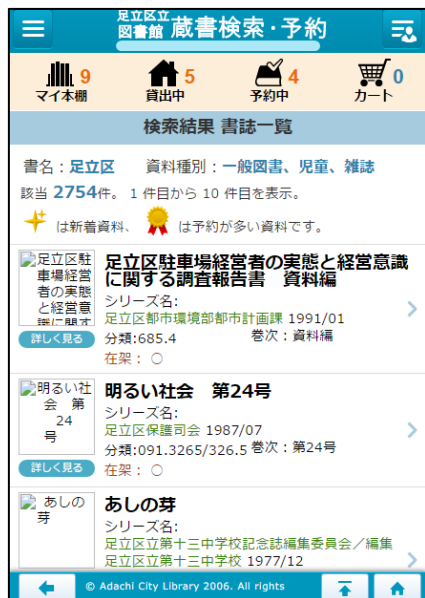 足立区立
図書館 蔵書検索・予約
9
マイ本棚
5
貸出中
4
予約中
0
カート
検索結果 書誌一覧
書名：足立区 資料種別：一般図書、児童、雑誌
該当 2754件。 1 件目から 10 件目を表示。
は新着資料、 は予約が多い資料です。
足立区駐
車場経営
者の実態
と経営意
識に関す
詳しく見る
足立区駐車場経営者の実態と経営意識
に関する調査報告書 資料編
シリーズ名:
足立区都市環境部都市計画課 1991/01
分類:685.4 巻次：資料編
在架： ○
明るい社
会 第
24
号
詳しく見る
明るい社会 第24号
シリーズ名:
足立区保護司会 1987/07
分類:091.3265/326.5 巻次：第24号
在架： ○
あしの
芽
あしの芽
シリーズ名:
足立区立第十三中学校記念誌編集委員会／編集
足立区立第十三中学校 1977/12
© Adachi City Library 2006. All rights